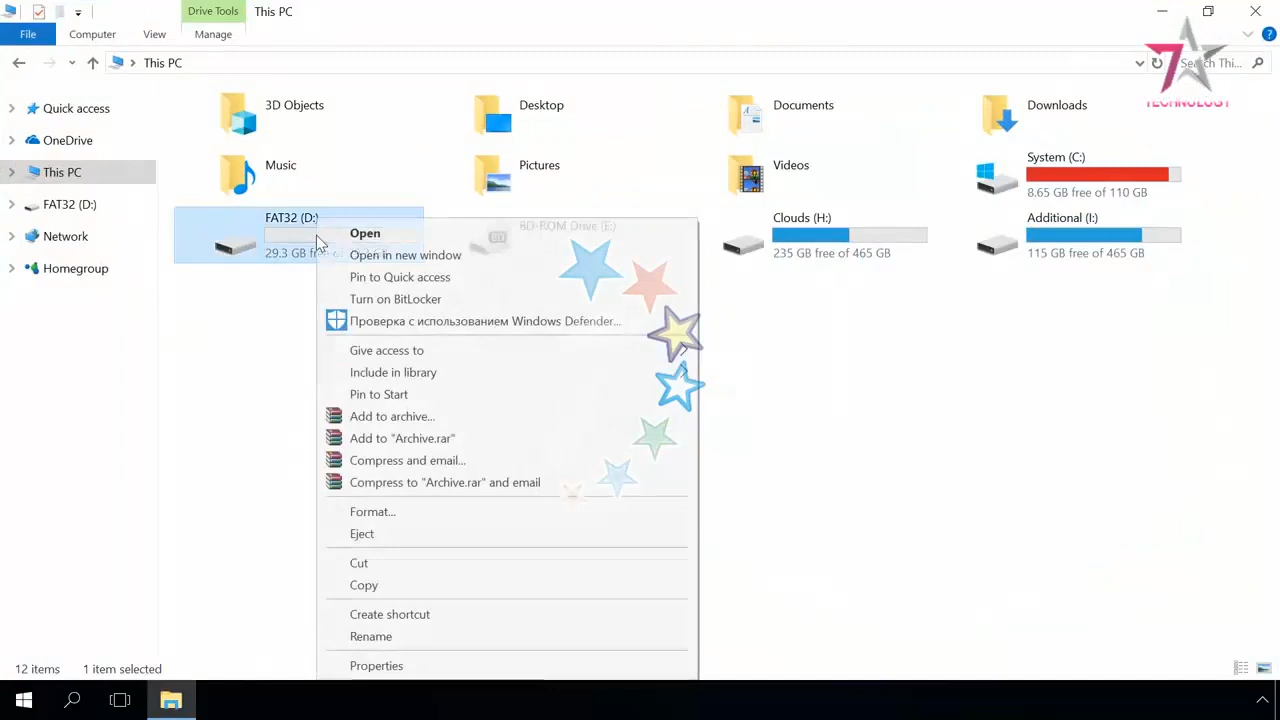 Drive Tools
This PC
File
Computer
View
Manage
This PC
Search Thi...
Quick access
OneDrive
This PC
FAT32 (D:)
Network
Homegroup
3D Objects
Desktop
Documents
Downloads
Music
Pictures
Videos
System (C:)
8.65 GB free of 110 GB
FAT32 (D:)
29.3 GB fr
BD-ROM Drive (E:)
Clouds (H:)
235 GB free of 465 GB
Additional (I:)
115 GB free of 465 GB
Open
Open in new window
Pin to Quick access
Turn on BitLocker
Проверка с использованием Windows Defender...
Give access to
Include in library
Pin to Start
Add to archive...
Add to "Archive.rar"
Compress and email...
Compress to "Archive.rar" and email
Format...
Eject
Cut
Copy
Create shortcut
Rename
Properties
12 items
1 item selected
7
TECHNOLOGY